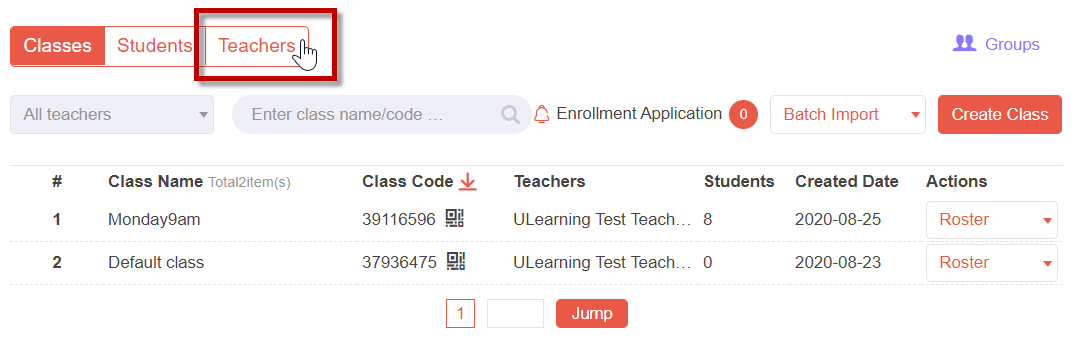 Classes Students Teachers Groups
All teachers Enter class name/code ... Enrollment Application 0 Batch Import Create Class
# Class Name Total2item(s) Class Code Teachers Students Created Date Actions
1 Monday9am 39116596 ULearning Test Teach... 8 2020-08-25 Roster
2 Default class 37936475 ULearning Test Teach... 0 2020-08-23 Roster
1 Jump